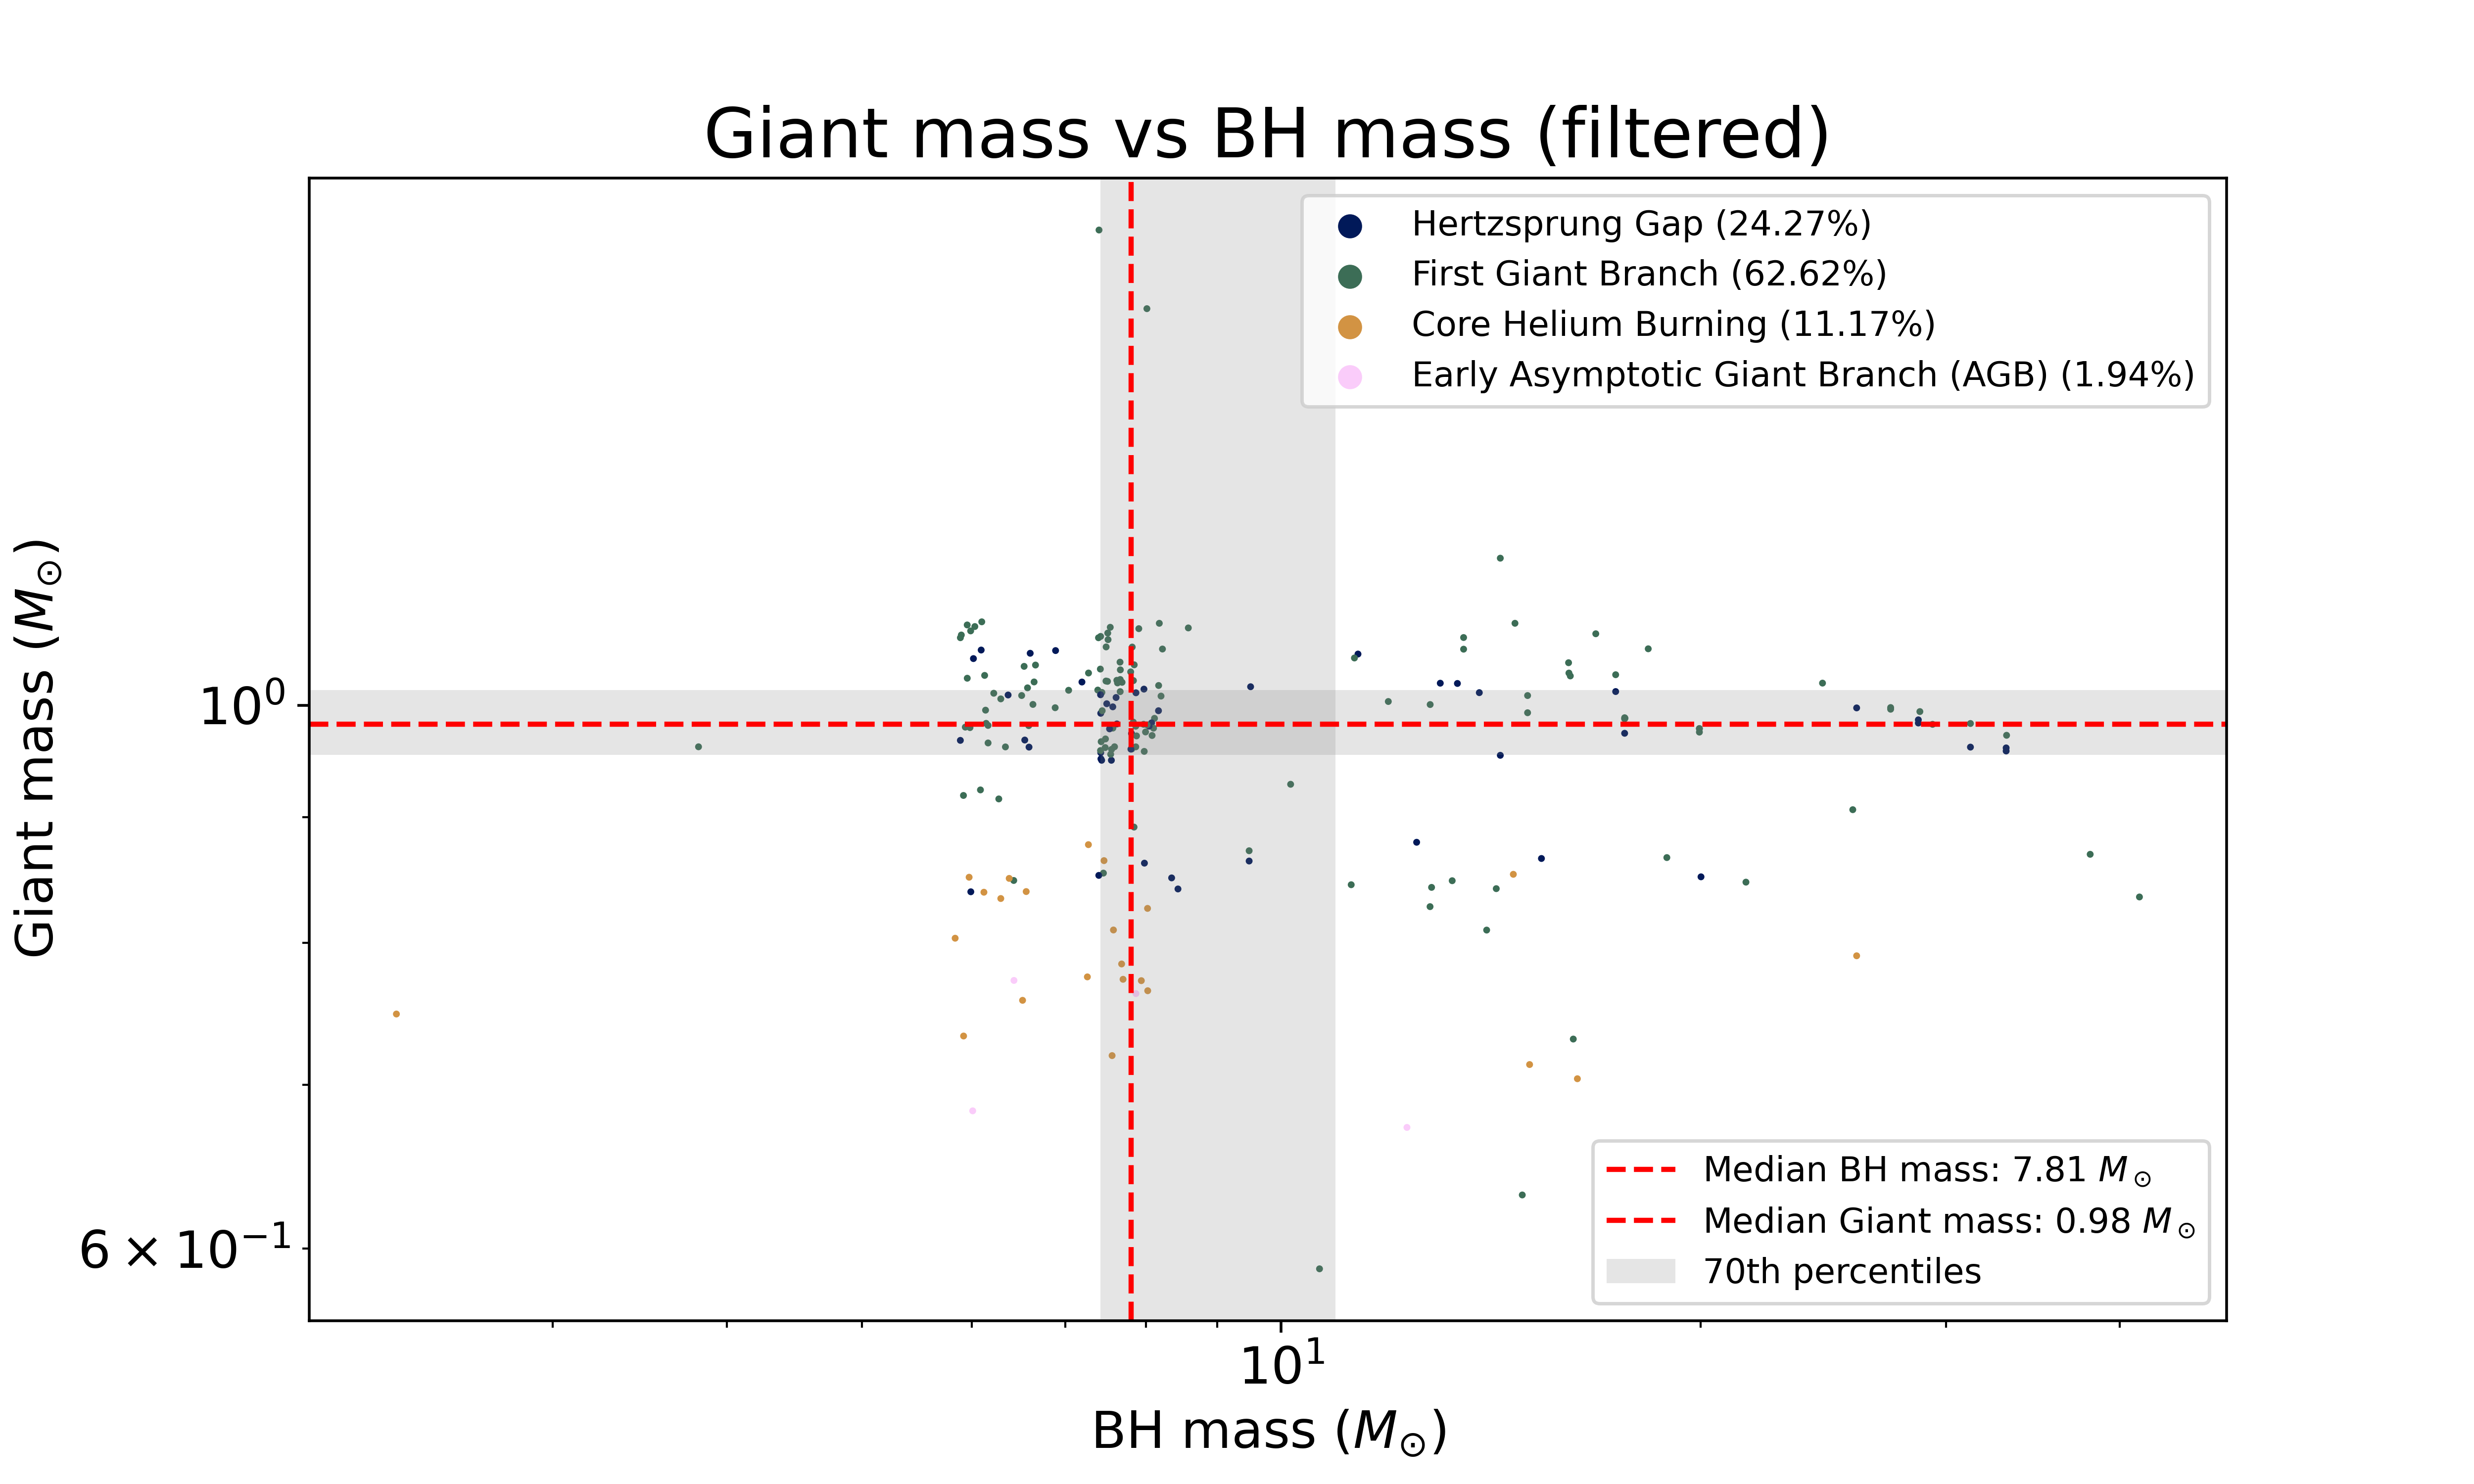 Giant mass vs BH mass (filtered)
Hertzsprung Gap (24.27%)
First Giant Branch (62.62%)
Core Helium Burning (11.17%)
Early Asymptotic Giant Branch (AGB) (1.94%)
Giant mass (M⊙)
10⁰
6 × 10⁻¹
Median BH mass: 7.81 M⊙
Median Giant mass: 0.98 M⊙
70th percentiles
10¹
BH mass (M⊙)